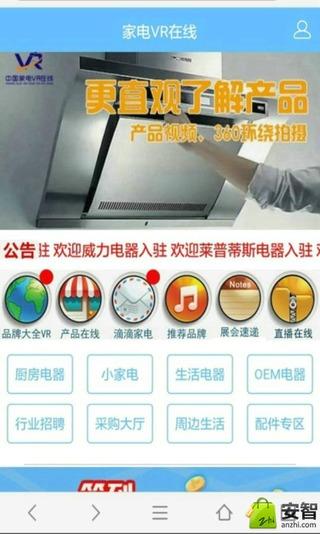 家电VR在线
VR
中国家电VR在线
更直观了解产品
产品视频、360环绕拍摄
公告 驻 欢迎威力电器入驻 欢迎莱普蒂斯电器入驻
Notes
品牌大全VR 产品在线 滴滴家电 推荐品牌 展会速递 直播在线
厨房电器 小家电 生活电器 OEM电器
行业招聘 采购大厅 周边生活 配件专区
安智
anzhi.com